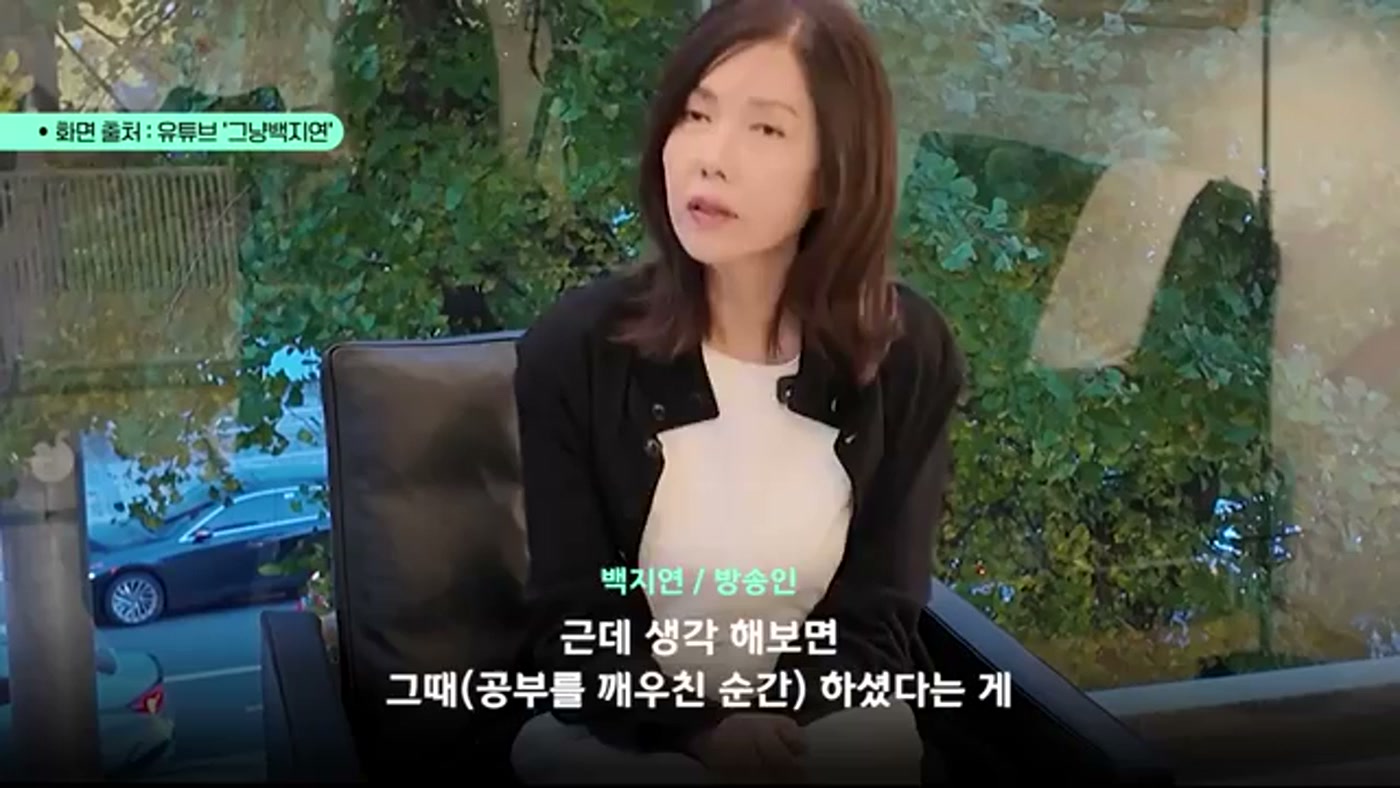 • 화면 출처 : 유튜브 '그냥백지연'
백지연 / 방송인
근데 생각 해보면
그때(공부를 깨우친 순간) 하셨다는 게